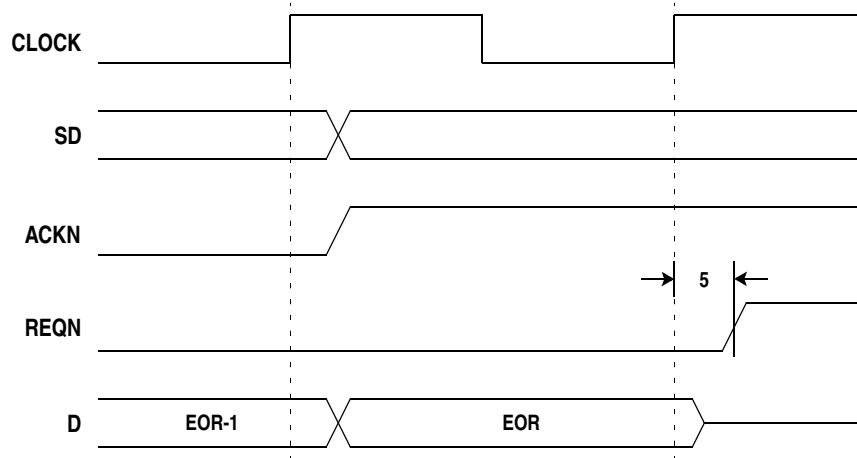 CLOCK
SD
ACKN
5
REQN
D EOR-1 EOR